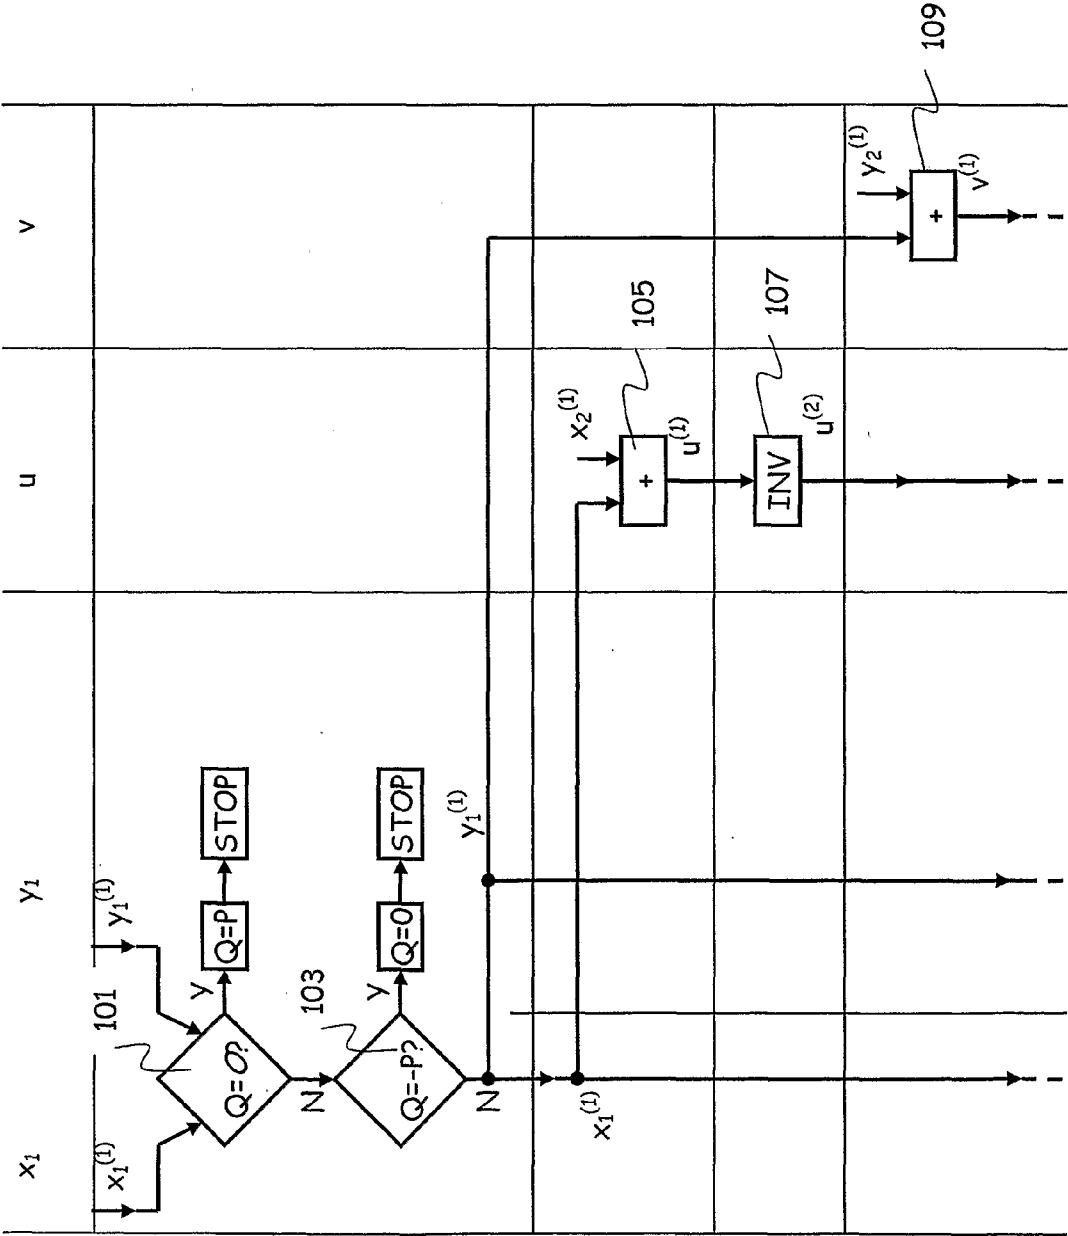 x₁
y₁
u
v
x₁⁽¹⁾
y₁⁽¹⁾
101
Q=O?
Y
Q=P
STOP
N
103
Q=-P?
Y
Q=O
STOP
N
y₁⁽¹⁾
x₁⁽¹⁾
x₂⁽¹⁾
105
+
u⁽¹⁾
107
INV
u⁽²⁾
y₂⁽¹⁾
109
+
v⁽¹⁾